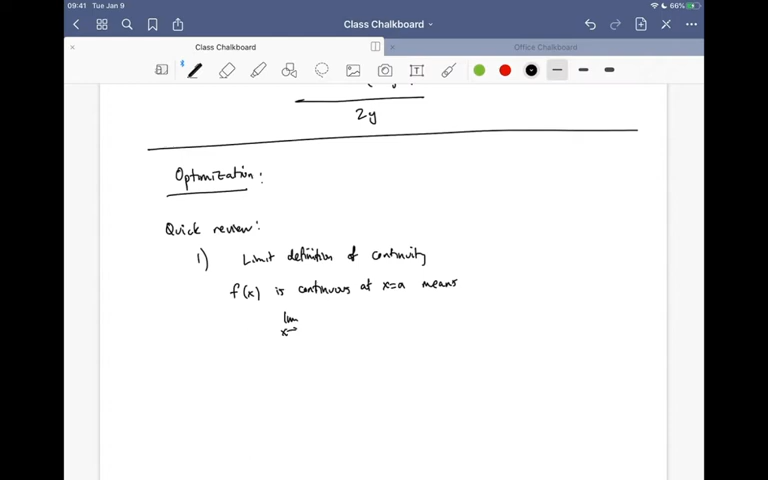 09:41 Tue Jan 9
66%
Class Chalkboard
Class Chalkboard
Office Chalkboard
T
2y
Optimization:
Quick review:
1) Limit definition of continuity
f(x) is continuous at x=a means
lim
x→